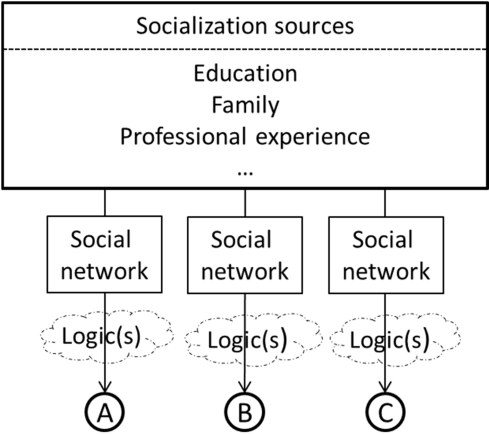 Socialization sources
Education
Family
Professional experience
...
Social network
Social network
Social network
Logic(s)
Logic(s)
Logic(s)
A
B
C